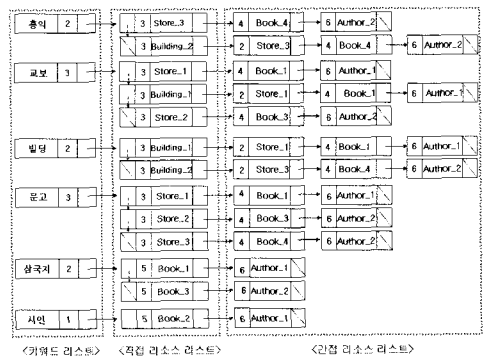 홍익 2 3 Store_3 4 Book_4 6 Author_2
3 Building_2 2 Store_3 4 Book_4 6 Author_2
교보 3 3 Store_1 4 Book_1 6 Author_1
3 Building_1 2 Store_1 4 Book_1 6 Author_1
3 Store_2 4 Book_3 6 Author_2
빌딩 2 3 Building_1 2 Store_1 4 Book_1 6 Author_1
3 Building_2 2 Store_3 4 Book_4 6 Author_2
문고 3 3 Store_1 4 Book_1 6 Author_1
3 Store_2 4 Book_3 6 Author_2
3 Store_3 4 Book_4 6 Author_2
삼국지 2 5 Book_1 6 Author_1
5 Book_3 6 Author_2
시인 1 5 Book_2 6 Author_1
<키워드 리스트> <직접 리소스 리스트> <간접 리소스 리스트>